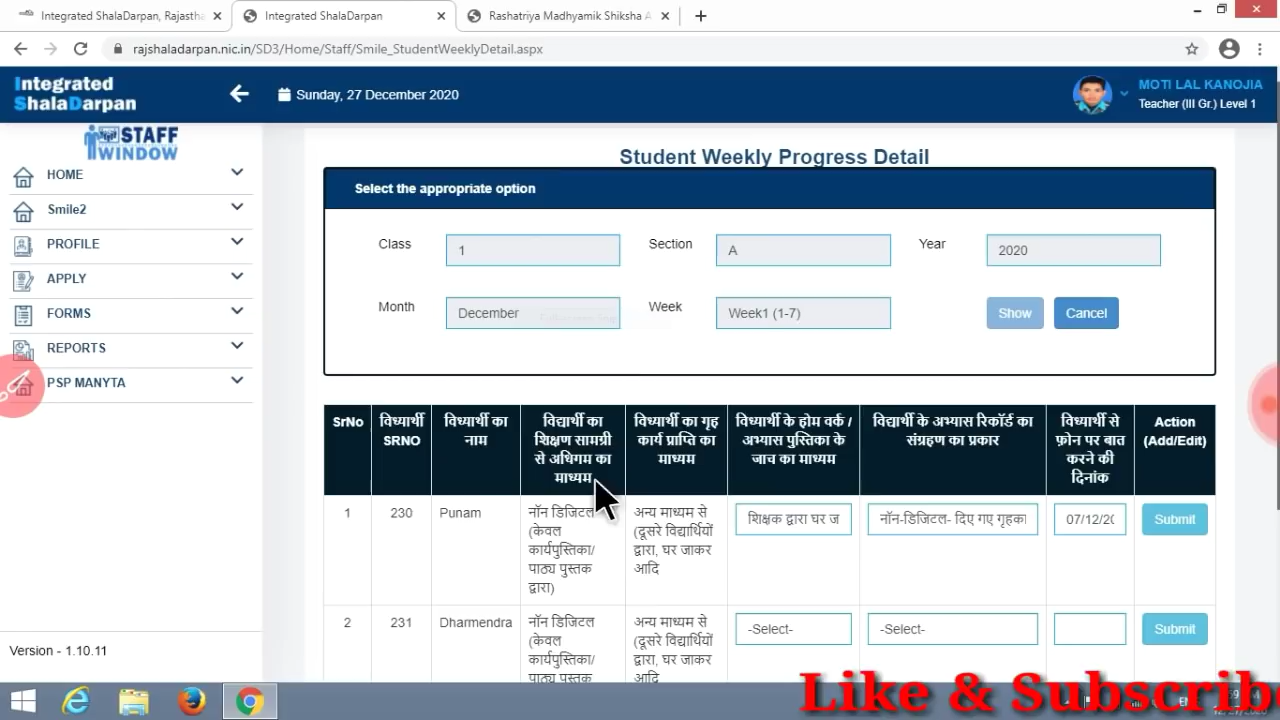 Integrated ShalaDarpan, Rajastha
Integrated ShalaDarpan
Rashatriya Madhyamik Shiksha A
rajshaladarpan.nic.in/SD3/Home/Staff/Smile_StudentWeeklyDetail.aspx
Integrated
ShalaDarpan
Sunday, 27 December 2020
MOTI LAL KANOJIA
Teacher (III Gr.) Level 1
STAFF
WINDOW
HOME
Smile2
PROFILE
APPLY
FORMS
REPORTS
PSP MANYTA
Version - 1.10.11
Student Weekly Progress Detail
Select the appropriate option
Class 1 Section A Year 2020
Month December Week Week1 (1-7) Show Cancel
SrNo
विध्यार्थी
SRNO
विध्यार्थी का
नाम
विद्यार्थी का
शिक्षण सामग्री
से अधिगम का
माध्यम
विध्यार्थी का गृह
कार्य प्राप्ति का
माध्यम
विध्यार्थी के होम वर्क /
अभ्यास पुस्तिका के
जाच का माध्यम
विद्यार्थी के अभ्यास रिकॉर्ड का
संग्रहण का प्रकार
विध्यार्थी से
फ़ोन पर बात
करने की
दिनांक
Action
(Add/Edit)
1
230
Punam
नॉन डिजिटल
(केवल
कार्यपुस्तिका/
पाठ्य पुस्तक
द्वारा)
अन्य माध्यम से
(दूसरे विद्यार्थियों
द्वारा, घर जाकर
आदि
शिक्षक द्वारा घर ज
नॉन-डिजिटल- दिए गए गृहका
07/12/20
Submit
2
231
Dharmendra
नॉन डिजिटल
(केवल
कार्यपुस्तिका/
पाठ्य पुस्तक
अन्य माध्यम से
(दूसरे विद्यार्थियों
द्वारा, घर जाकर
आदि
-Select-
-Select-
Submit
Like & Subscrib